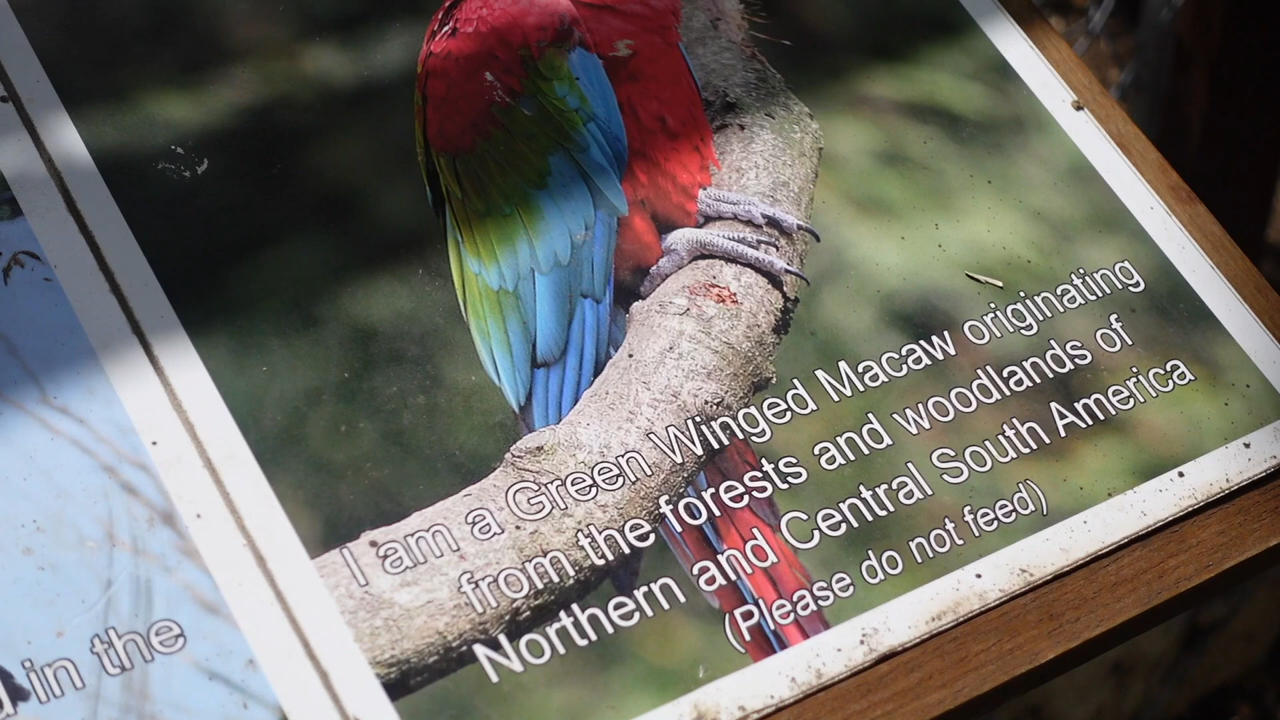 I am a Green Winged Macaw originating
from the forests and woodlands of
Northern and Central South America
(Please do not feed)
in the